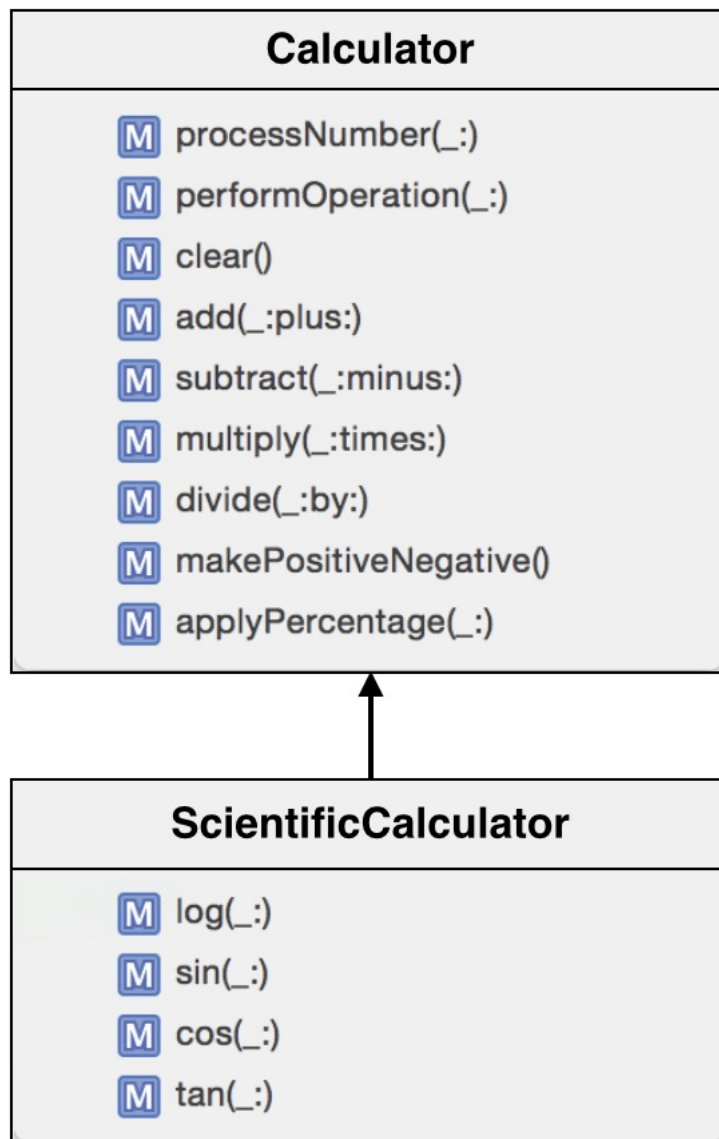 Calculator
M processNumber(_:)
M performOperation(_:)
M clear()
M add(_:plus:)
M subtract(_:minus:)
M multiply(_:times:)
M divide(_:by:)
M makePositiveNegative()
M applyPercentage(_:)
ScientificCalculator
M log(_:)
M sin(_:)
M cos(_:)
M tan(_:)